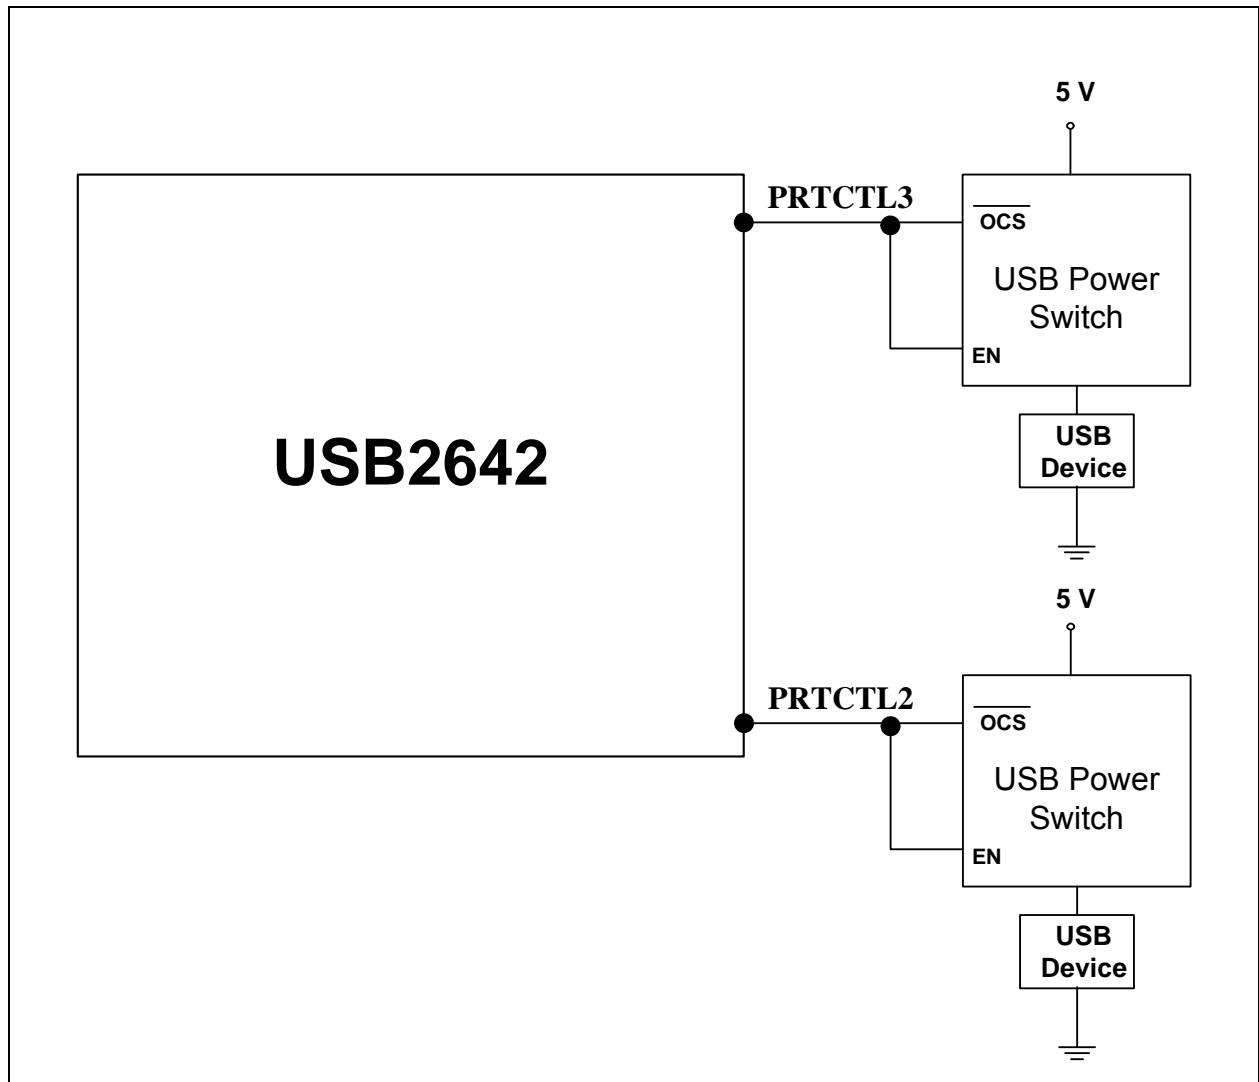 5 V
PRTCTL3
OCS
USB Power
Switch
EN
USB
Device
USB2642
5 V
PRTCTL2
OCS
USB Power
Switch
EN
USB
Device